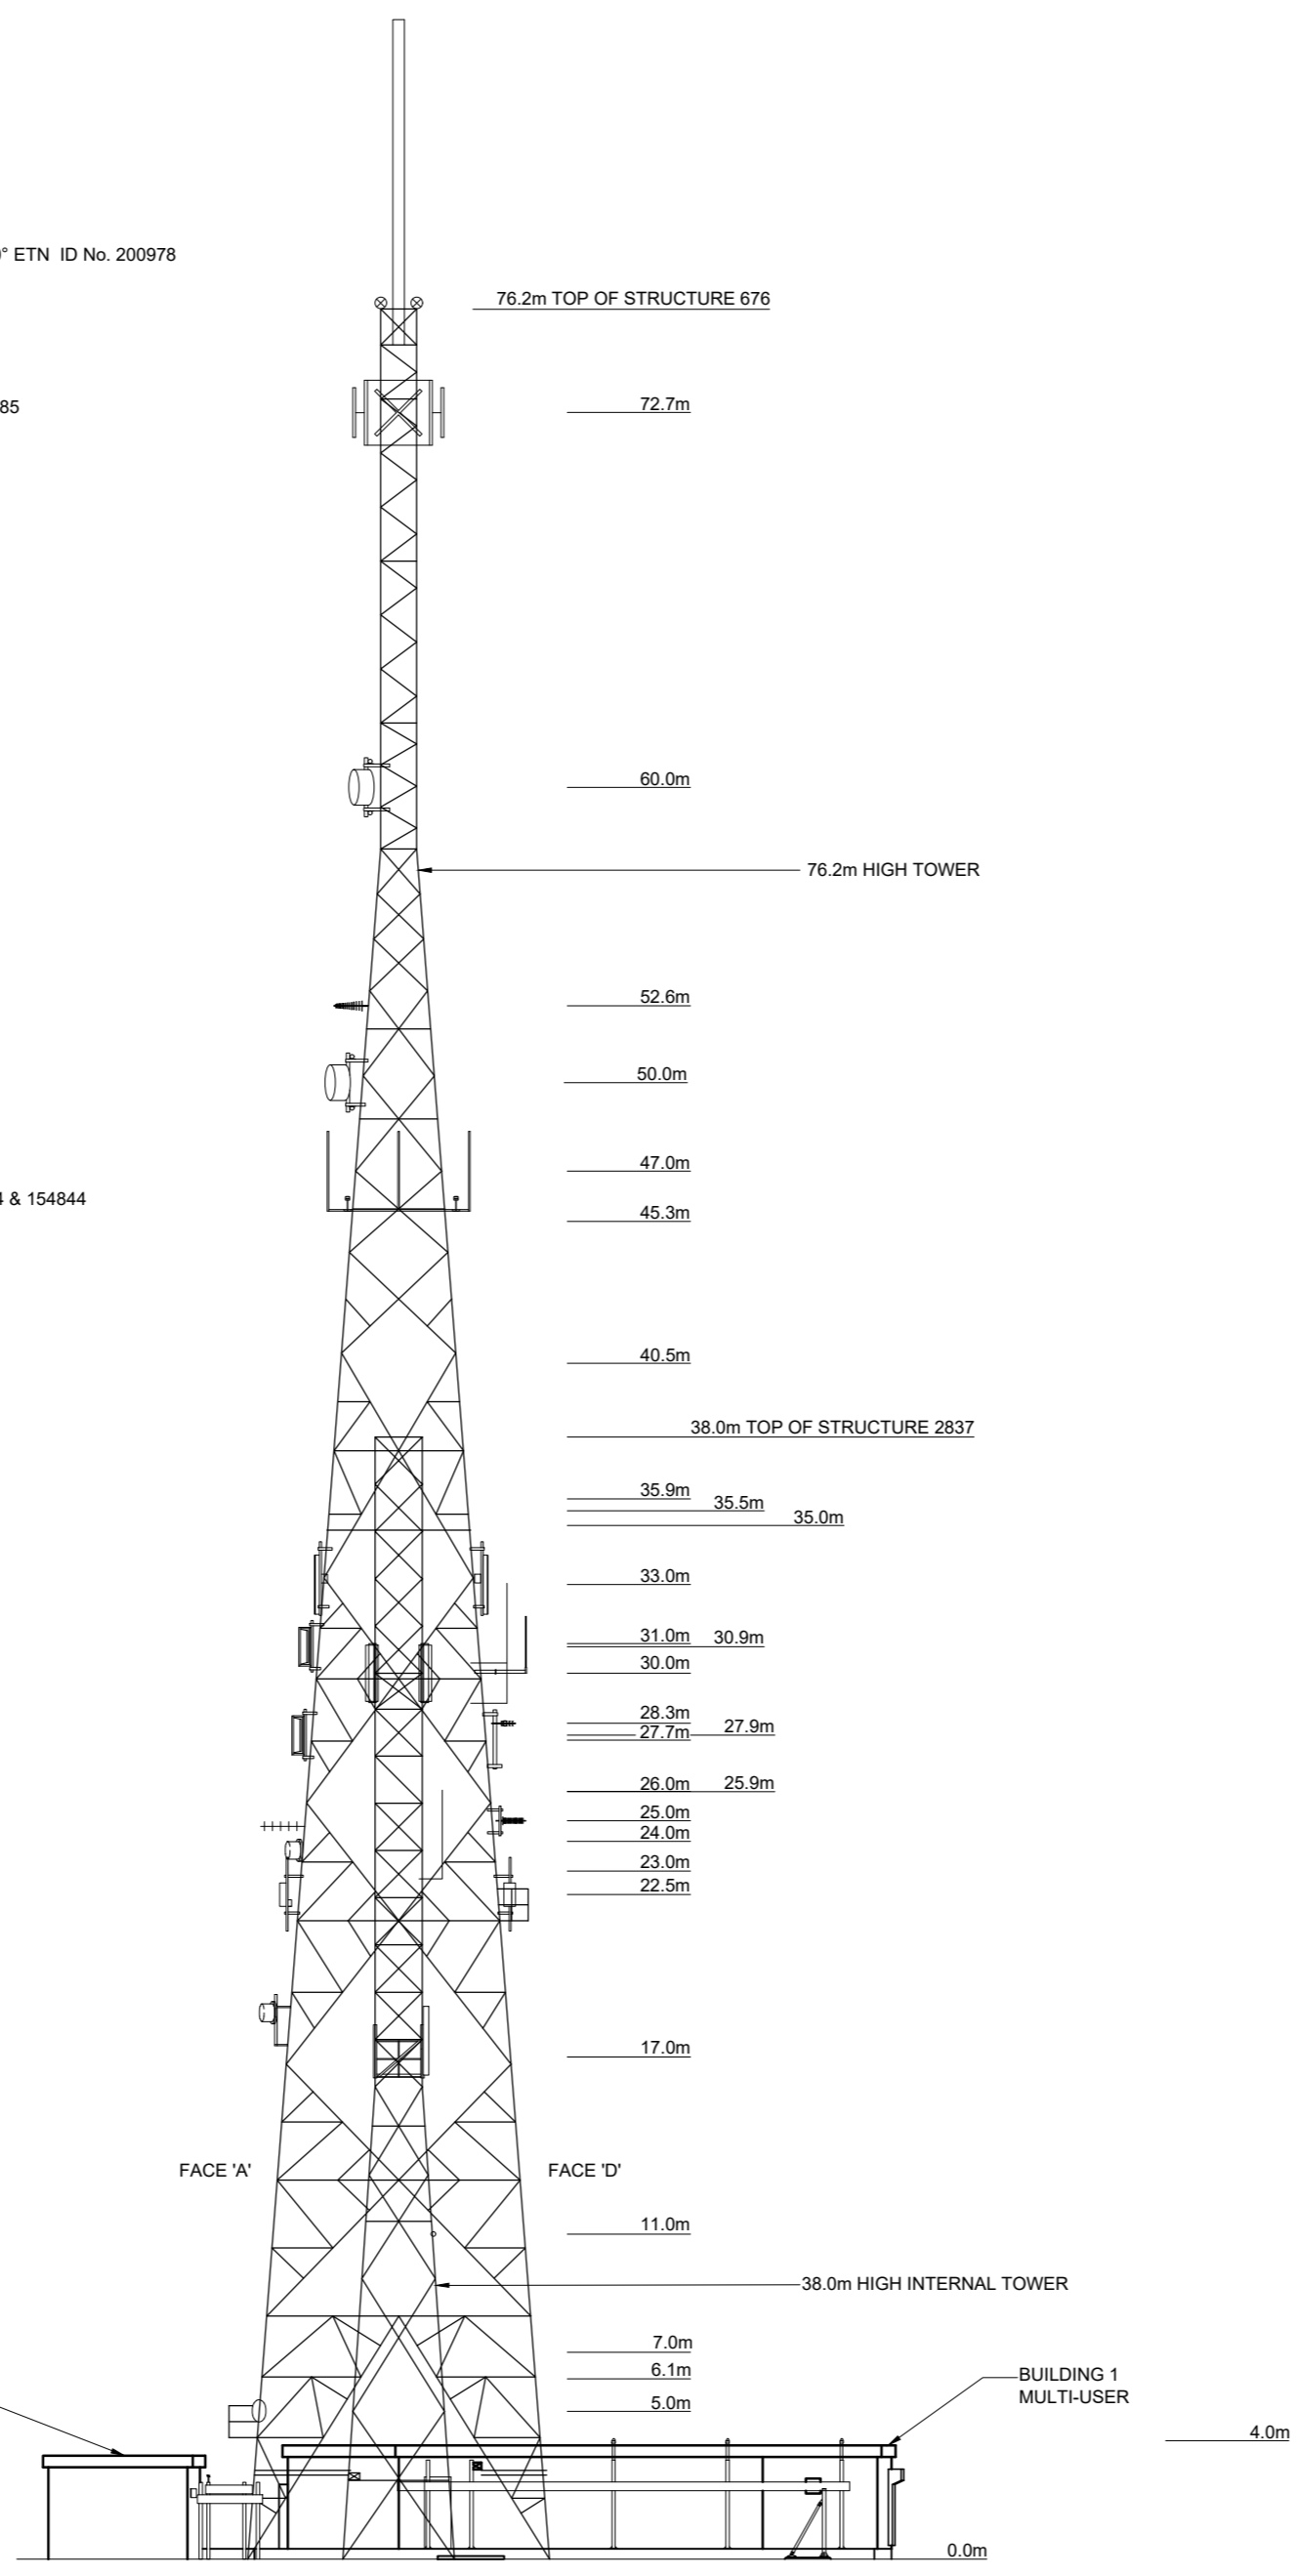 ° ETN  ID No. 200978
76.2m TOP OF STRUCTURE 676
85
72.7m
60.0m
76.2m HIGH TOWER
52.6m
50.0m
47.0m
4 & 154844
45.3m
40.5m
38.0m TOP OF STRUCTURE 2837
35.9m
35.5m
35.0m
33.0m
31.0m 30.9m
30.0m
28.3m
27.7m 27.9m
26.0m 25.9m
25.0m
24.0m
23.0m
22.5m
17.0m
FACE 'A' FACE 'D'
11.0m
38.0m HIGH INTERNAL TOWER
7.0m
6.1m
BUILDING 1
MULTI-USER
5.0m
4.0m
0.0m